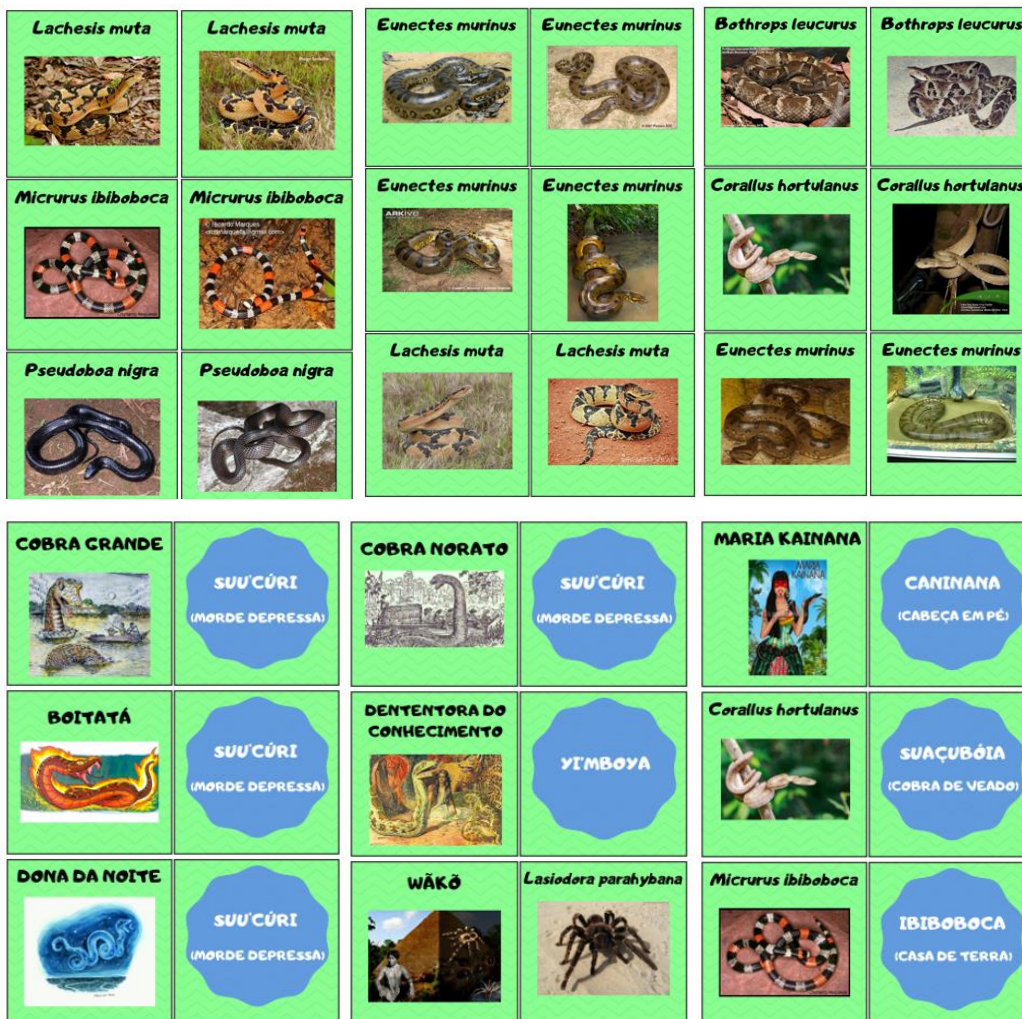 Lachesis muta
Lachesis muta
Eunectes murinus
Eunectes murinus
Bothrops leucurus
Bothrops leucurus
Micrurus ibiboboca
Micrurus ibiboboca
Eunectes murinus
Eunectes murinus
Corallus hortulanus
Corallus hortulanus
ARKIVE
Pseudoboa nigra
Pseudoboa nigra
Lachesis muta
Lachesis muta
Eunectes murinus
Eunectes murinus
COBRA GRANDE
SUU'CÚRI
(MORDE DEPRESSA)
COBRA NORATO
SUU'CÚRI
(MORDE DEPRESSA)
MARIA KAINANA
MARIA
KAINANA
CANINANA
(CABEÇA EM PÉ)
BOITATÁ
SUU'CÚRI
(MORDE DEPRESSA)
DENTENTORA DO
CONHECIMENTO
YI'MBOYA
Corallus hortulanus
SUAÇUBÓIA
(COBRA DE VEADO)
DONA DA NOITE
SUU'CÚRI
(MORDE DEPRESSA)
WÃKÕ
Lasiodora parahybana
Micrurus ibiboboca
IBIBOBOCA
(CASA DE TERRA)